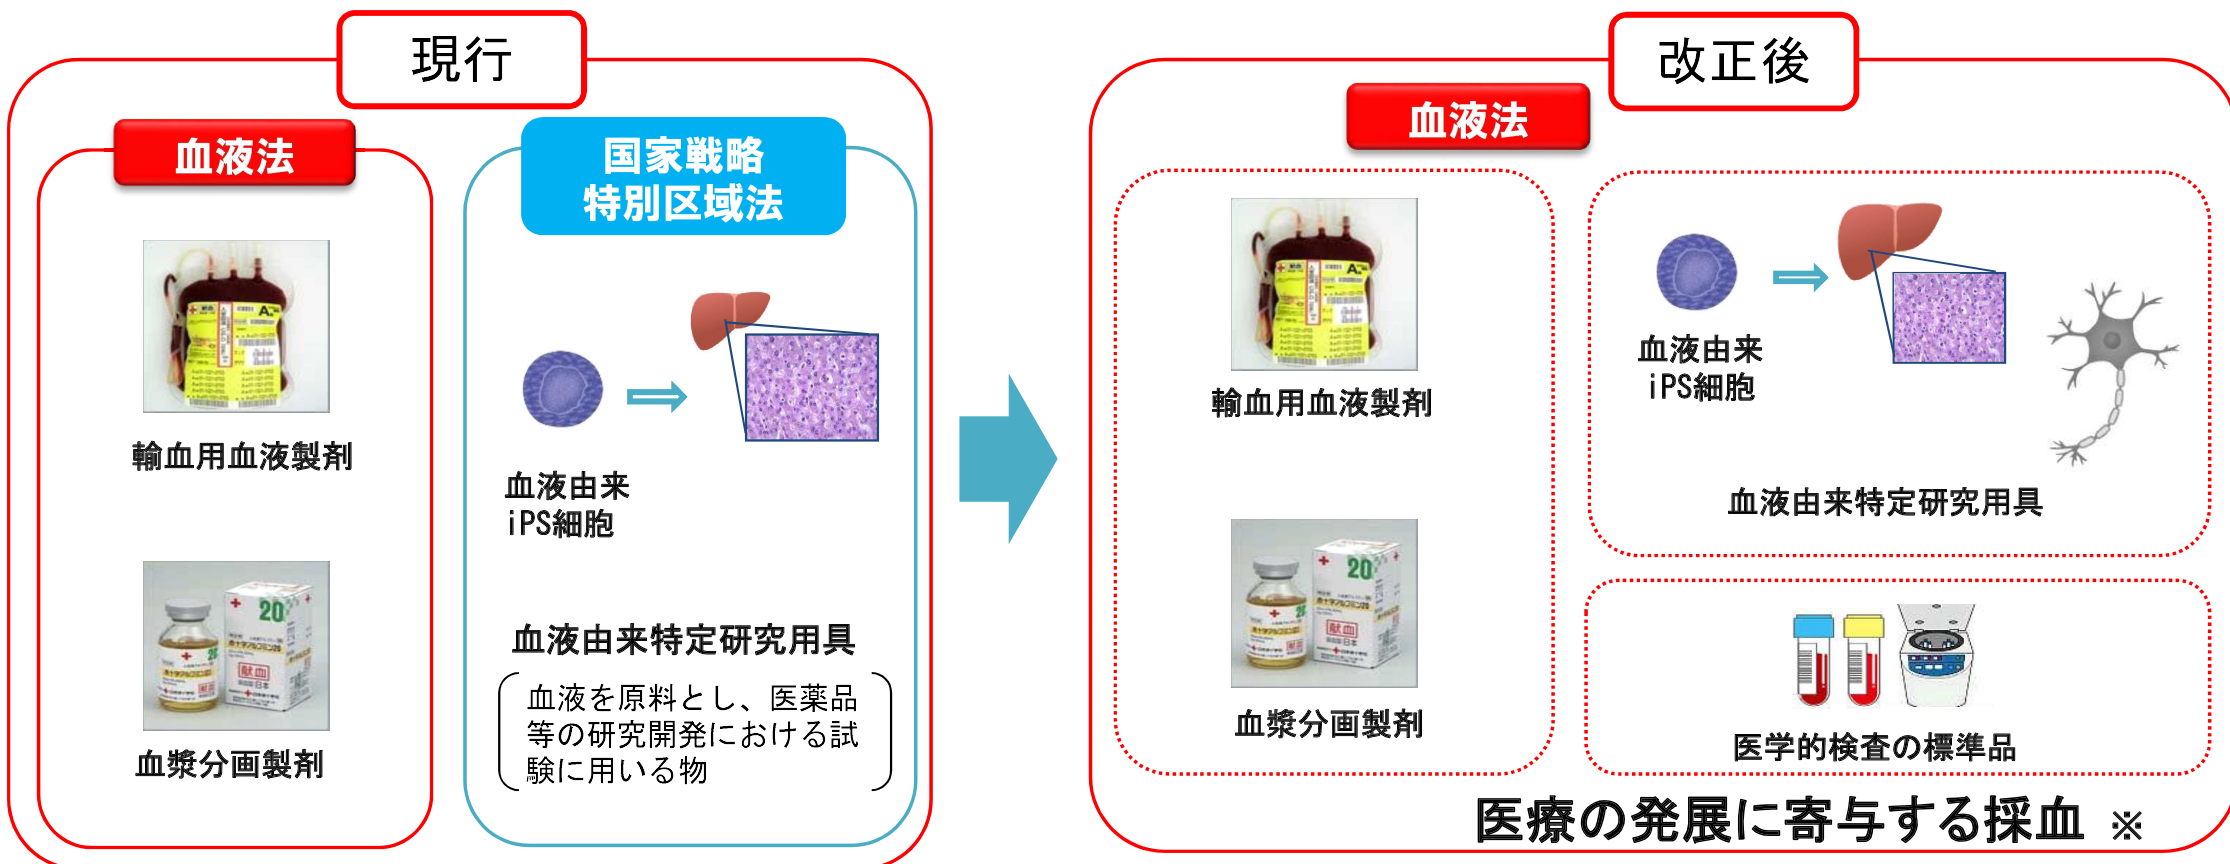 現行
血液法
輸血用血液製剤
血漿分画製剤
国家戦略
特別区域法
血液由来
iPS細胞
血液由来特定研究用具
血液を原料とし、医薬品
等の研究開発における試
験に用いる物
改正後
血液法
輸血用血液製剤
血漿分画製剤
血液由来
iPS細胞
血液由来特定研究用具
医学的検査の標準品
医療の発展に寄与する採血 ※